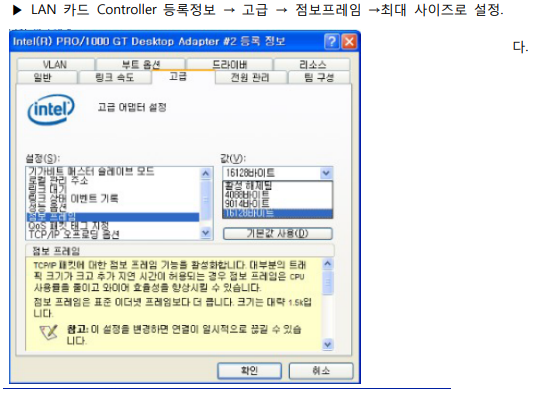 ▶ LAN 카드 Controller 등록정보 → 고급 → 점보프레임 →최대 사이즈로 설정.
다.
Intel(R) PRO/1000 GT Desktop Adapter #2 등록 정보
VLAN 부트 옵션 드라이버 리소스
일반 링크 속도 고급 전원 관리 팀 구성
intel
고급 어댑터 설정
설정(S): 값(V):
기가비트 마스터 슬레이브 모드
로컬 관리 주소
링크 대기
링크 상태 이벤트 기록
성능 옵션
점보 프레임
QoS 패킷 태그 지정
TCP/IP 오프로딩 옵션
16128바이트
활성 해제됨
4088바이트
9014바이트
16128바이트
기본값 사용(D)
점보 프레임
TCP/IP 패킷에 대한 점보 프레임 기능을 활성화합니다. 대부분의 트래
픽 크기가 크고 추가 지연 시간이 허용되는 경우 점보 프레임은 CPU
사용률을 줄이고 와이어 효율성을 향상시킬 수 있습니다.
점보 프레임은 표준 이더넷 프레임보다 더 큽니다. 크기는 대략 1.5k입
니다.
참고: 이 설정을 변경하면 연결이 일시적으로 끊길 수 있습
니다.
확인 취소